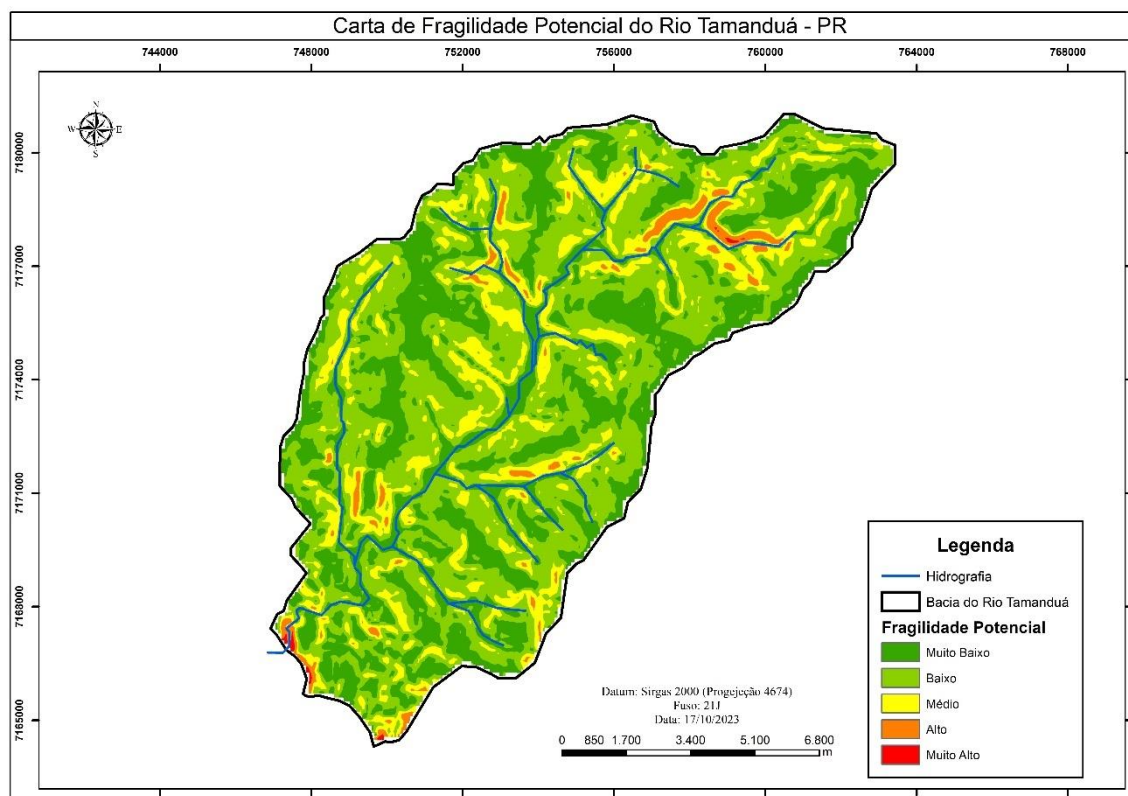 Carta de Fragilidade Potencial do Rio Tamanduá - PR
744000 748000 752000 756000 760000 764000 768000
N
W E
S
7180000
7177000
7174000
7171000
7168000
7165000
Legenda
Hidrografia
Bacia do Rio Tamanduá
Fragilidade Potencial
Muito Baixo
Baixo
Médio
Alto
Muito Alto
Datum: Sirgas 2000 (Progejeção 4674)
Fuso: 21J
Data: 17/10/2023
0 850 1.700 3.400 5.100 6.800
m